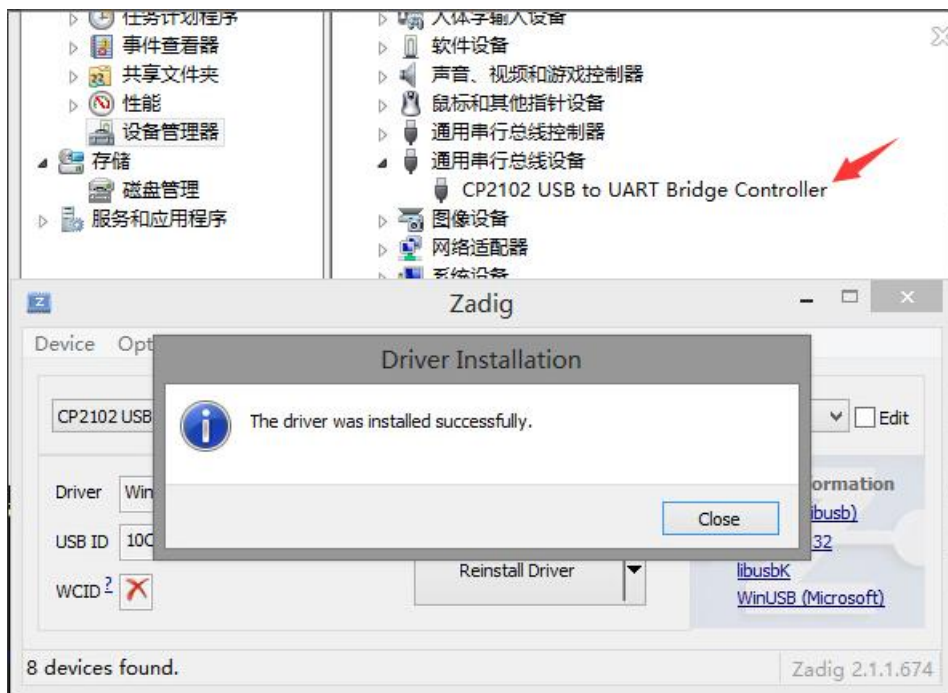 任务计划程序
事件查看器
共享文件夹
性能
设备管理器
存储
磁盘管理
服务和应用程序
人体学输入设备
软件设备
声音、视频和游戏控制器
鼠标和其他指针设备
通用串行总线控制器
通用串行总线设备
CP2102 USB to UART Bridge Controller
图像设备
网络适配器
系统设备
Zadig
Device Opt
Driver Installation
The driver was installed successfully.
Close
CP2102 USB
Edit
Driver Win
ormation
ibusb)
USB ID 10C
32
WCID ?
Reinstall Driver
libusbK
WinUSB (Microsoft)
8 devices found.
Zadig 2.1.1.674